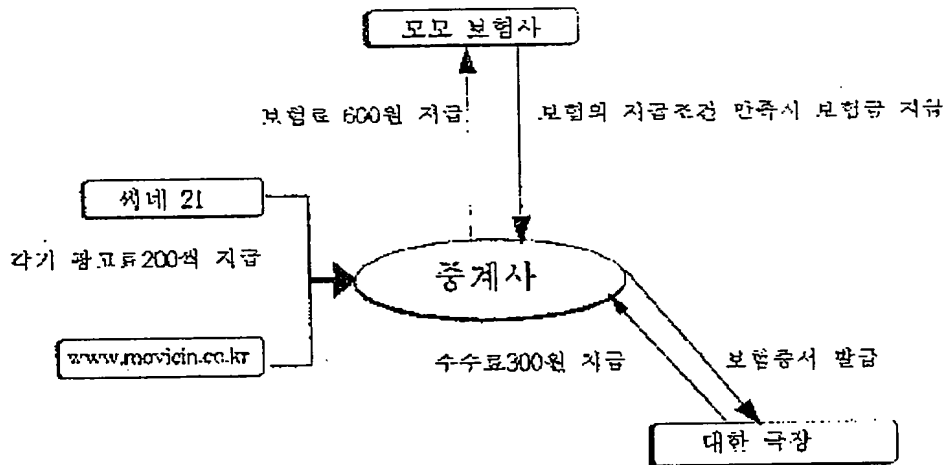 모모 보험사
보험료 600원 지급
보험의 지급조건 만족시 보험금 지급
씨네 21
각기 광고료200씩 지급
중계사
www.moviein.co.kr
수수료300원 지급
보험증서 발급
대한 극장